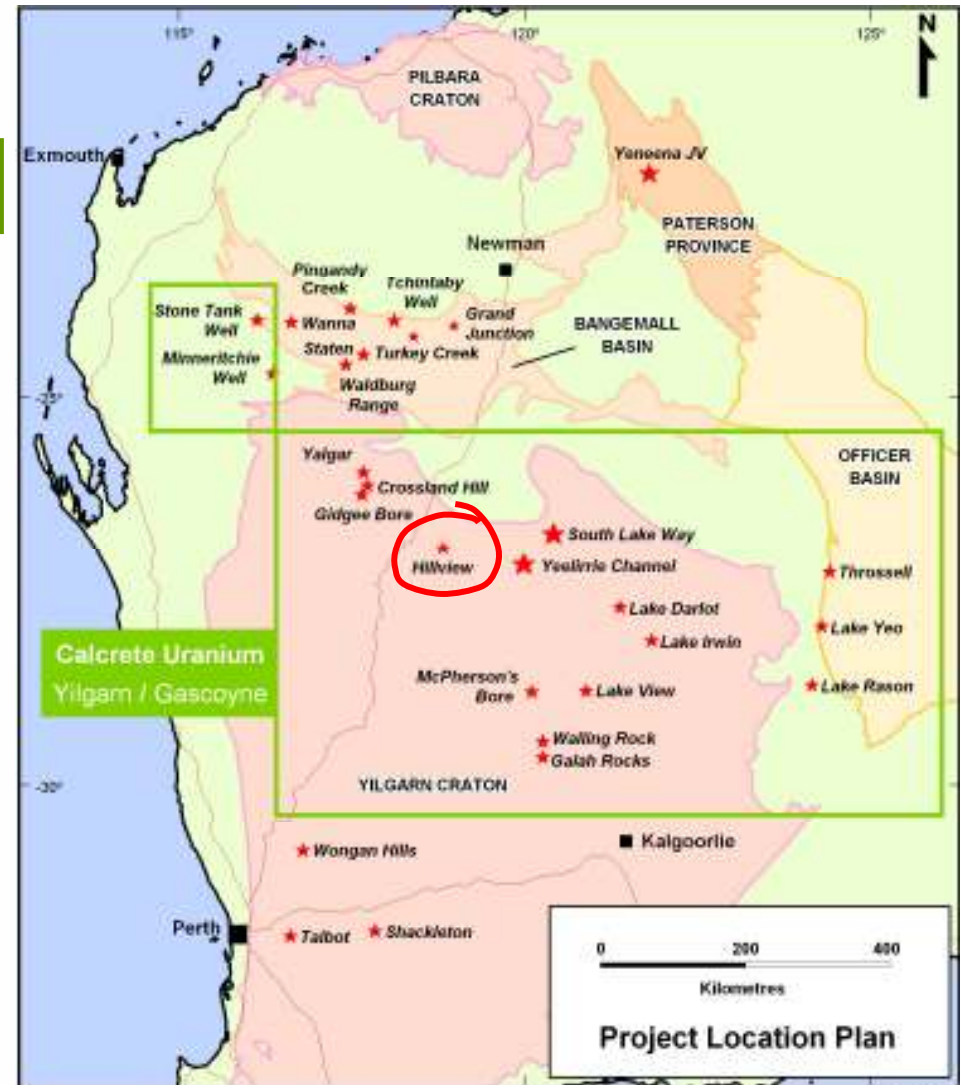 115°
120°
125°
N
PILBARA
CRATON
Exmouth
Yeneena JV
PATERSON
PROVINCE
Newman
Pingandy
Creek
Tchintaby
Well
Stone Tank
Well
Wanna
Grand
Junction
BANGEMALL
BASIN
Staten
Turkey Creek
Minneritchie
Well
Waldburg
Range
-25°
Yalgar
OFFICER
BASIN
Crossland Hill
Gidgee Bore
South Lake Way
Hillview
Yeelirrie Channel
Throssell
Lake Darlot
Lake Yeo
Lake Irwin
Calcrete Uranium
Yilgarn / Gascoyne
McPherson's
Bore
Lake View
Lake Rason
Walling Rock
Galah Rocks
-30°
YILGARN CRATON
Kalgoorlie
Wongan Hills
Perth
Talbot
Shackleton
0
200
400
Kilometres
Project Location Plan